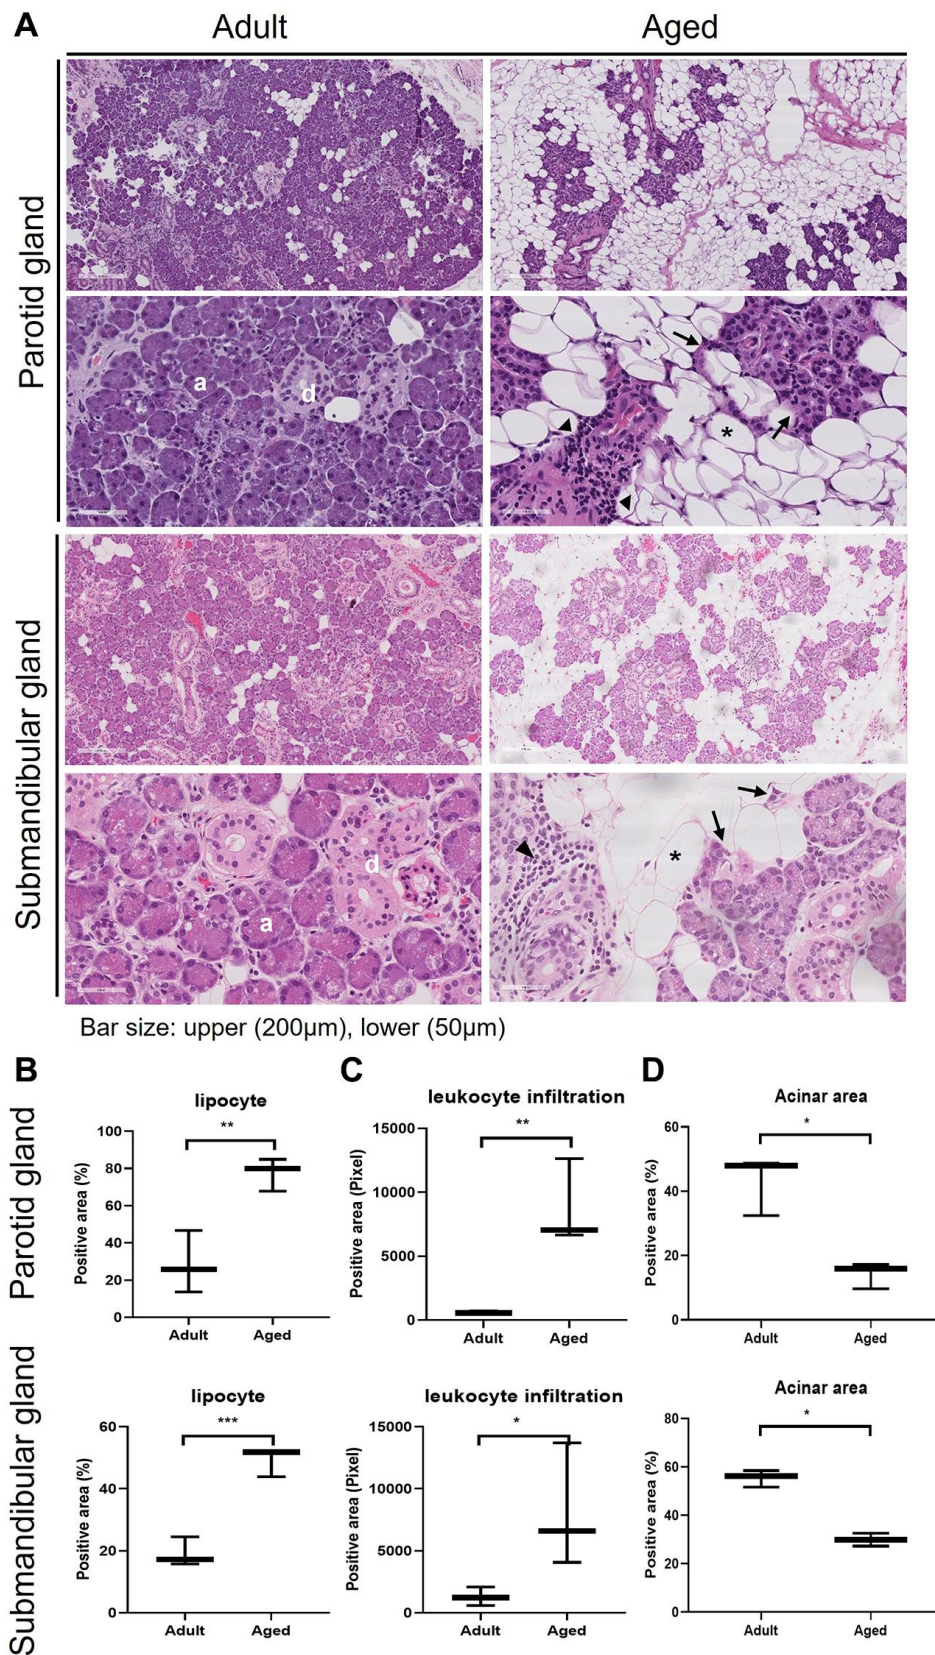 A
Adult
Aged
Parotid gland
a
d
*
Submandibular gland
a
d
*
Bar size: upper (200µm), lower (50µm)
B
C
D
Parotid gland
lipocyte
**
Positive area (%)
100
80
60
40
20
0
Adult
Aged
leukocyte infiltration
**
Positive area (Pixel)
15000
10000
5000
0
Adult
Aged
Acinar area
*
Positive area (%)
60
40
20
0
Adult
Aged
Submandibular gland
lipocyte
***
Positive area (%)
60
40
20
0
Adult
Aged
leukocyte infiltration
*
Positive area (Pixel)
15000
10000
5000
0
Adult
Aged
Acinar area
*
Positive area (%)
80
60
40
20
0
Adult
Aged